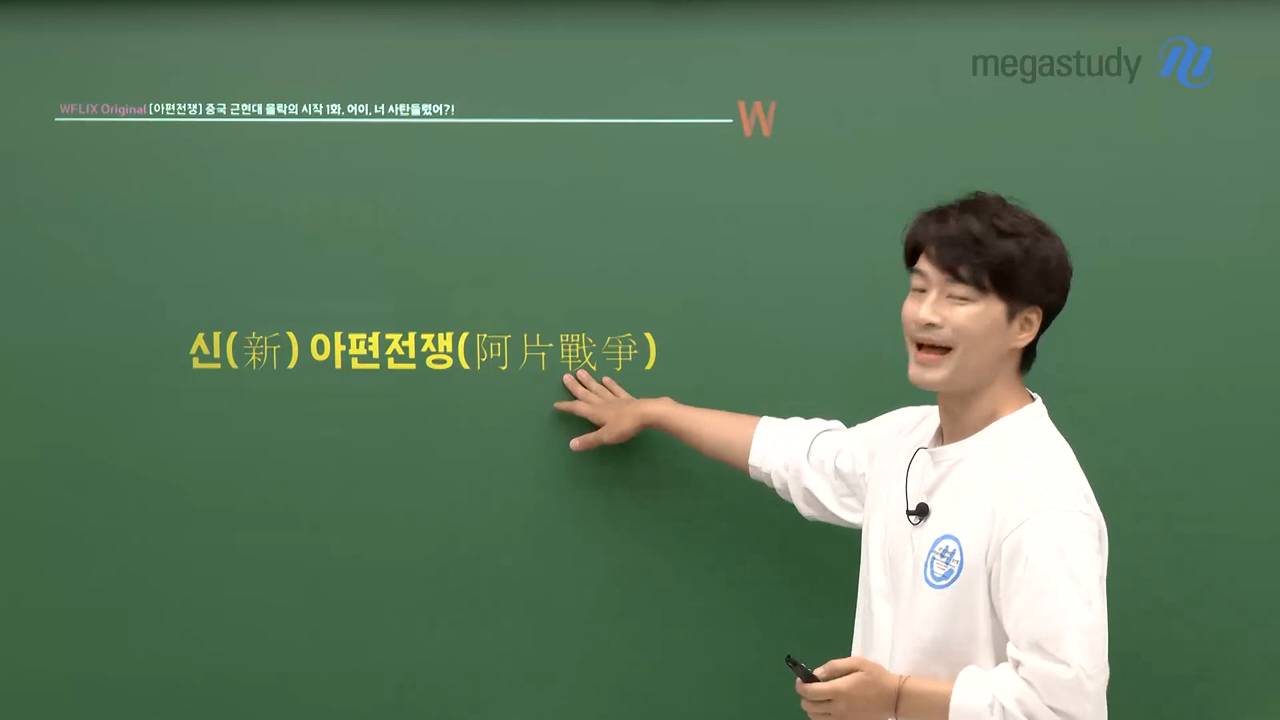 megastudy
WFLIX Original [아편전쟁]중국 근현대 몰락의 시작 1화. 어이, 너 사탄들렸어?!
W
신(新) 아편전쟁(阿片戰爭)